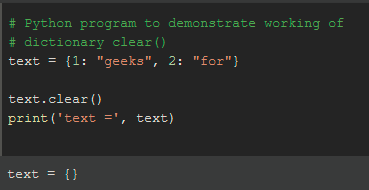 # Python program to demonstrate working of
# dictionary clear()
text = {1: "geeks", 2: "for"}
text.clear()
print('text =', text)
text = {}